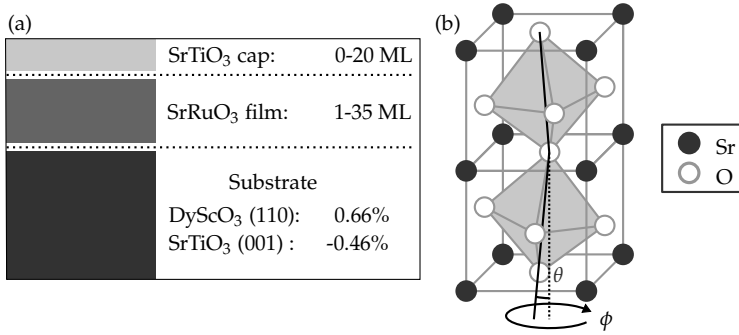 (a)
SrTiO₃ cap: 0-20 ML
SrRuO₃ film: 1-35 ML
Substrate
DyScO₃ (110): 0.66%
SrTiO₃ (001) : -0.46%
(b)
θ
ϕ
Sr
O